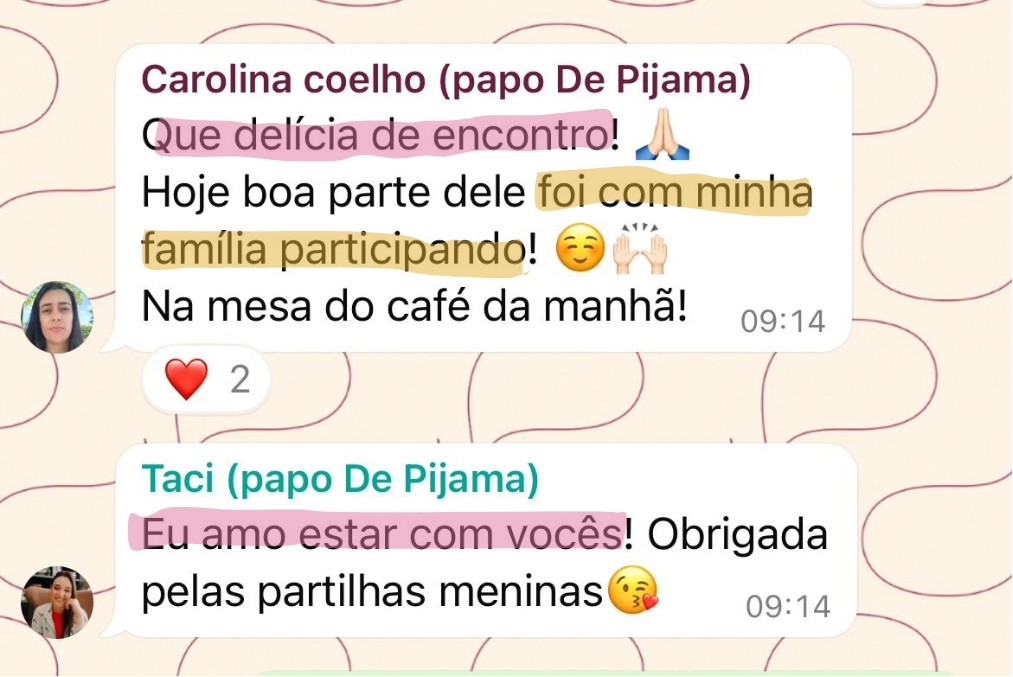 Carolina coelho (papo De Pijama)
Que delícia de encontro! 🙏🏻
Hoje boa parte dele foi com minha
família participando! ☺️🙌🏻
Na mesa do café da manhã!
09:14
❤️ 2
Taci (papo De Pijama)
Eu amo estar com vocês! Obrigada
pelas partilhas meninas😘
09:14